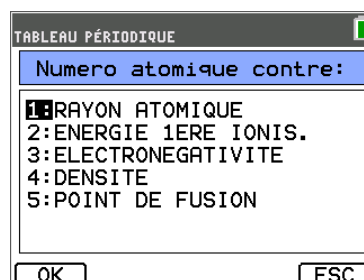 TABLEAU PÉRIODIQUE
Numero atomique contre:
1:RAYON ATOMIQUE
2:ENERGIE 1ERE IONIS.
3:ELECTRONEGATIVITE
4:DENSITE
5:POINT DE FUSION
OK ESC